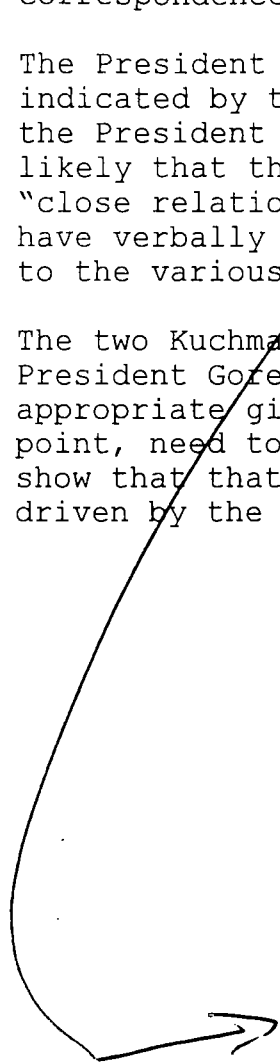 correspondence
The President
indicated by t
the President
likely that th
"close relatio
have verbally
to the various
The two Kuchma
President Gore
appropriate gi
point, need to
show that that
driven by the